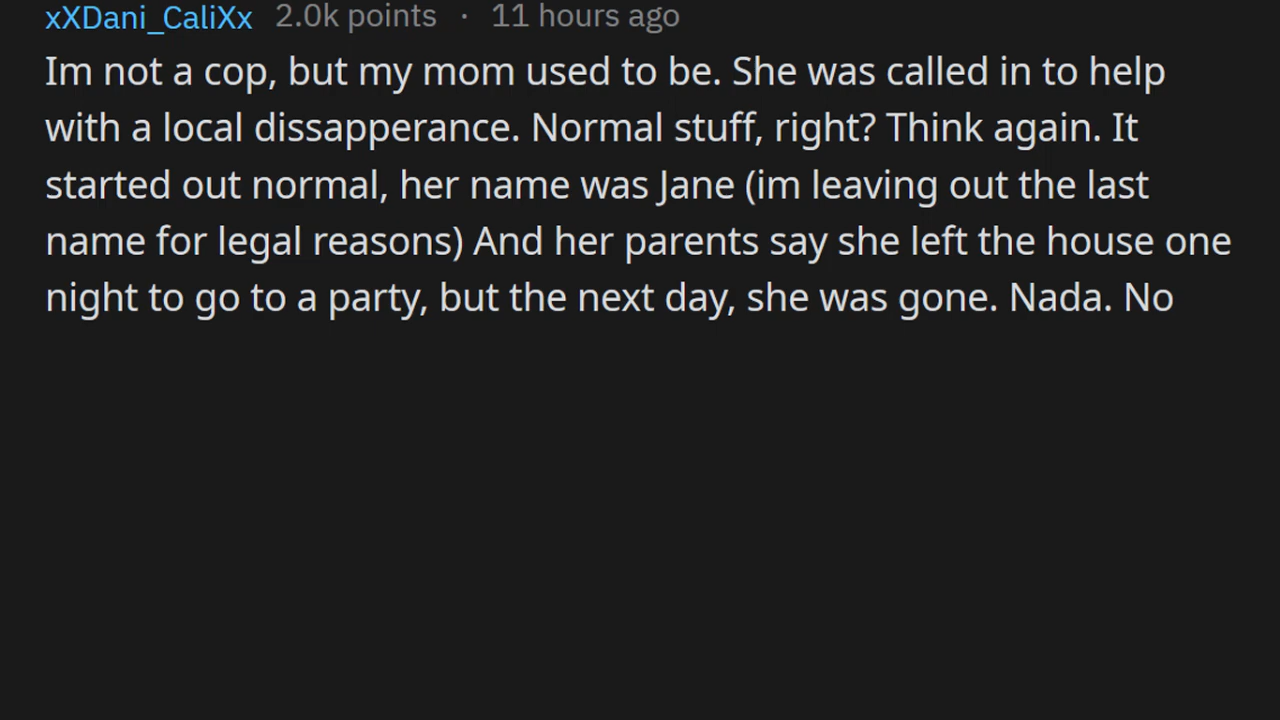 xXDani_CaliXx 2.0k points · 11 hours ago
Im not a cop, but my mom used to be. She was called in to help
with a local dissapperance. Normal stuff, right? Think again. It
started out normal, her name was Jane (im leaving out the last
name for legal reasons) And her parents say she left the house one
night to go to a party, but the next day, she was gone. Nada. No